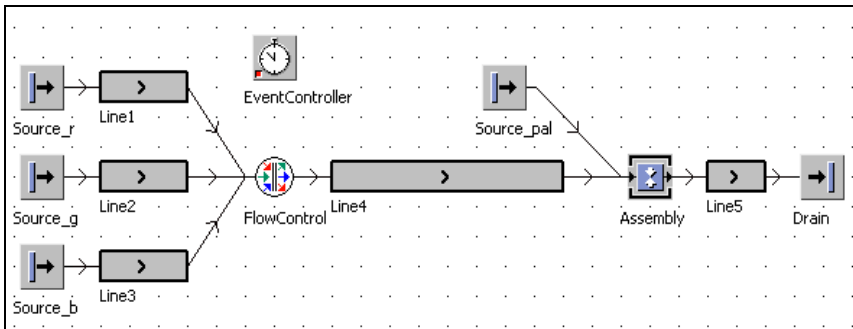 EventController
Source_r
Line1
Source_pal
Source_g
Line2
FlowControl
Line4
Assembly
Line5
Drain
Source_b
Line3